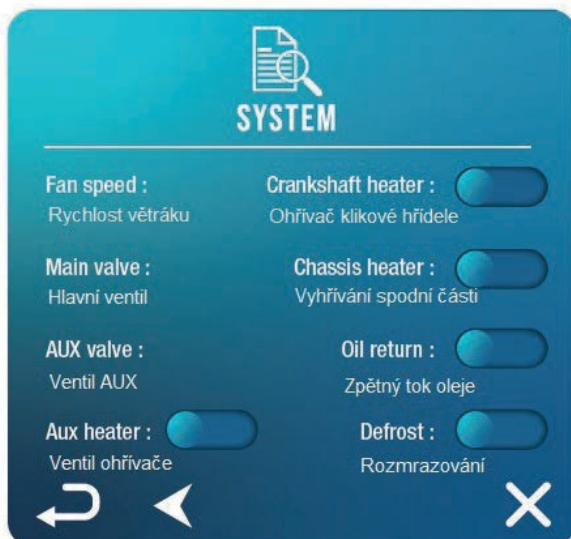 SYSTEM
Fan speed :
Rychlost větráku
Crankshaft heater :
Ohřívač klikové hřídele
Main valve :
Hlavní ventil
Chassis heater :
Vyhřívání spodní části
AUX valve :
Ventil AUX
Oil return :
Zpětný tok oleje
Aux heater :
Ventil ohřívače
Defrost :
Rozmrazování